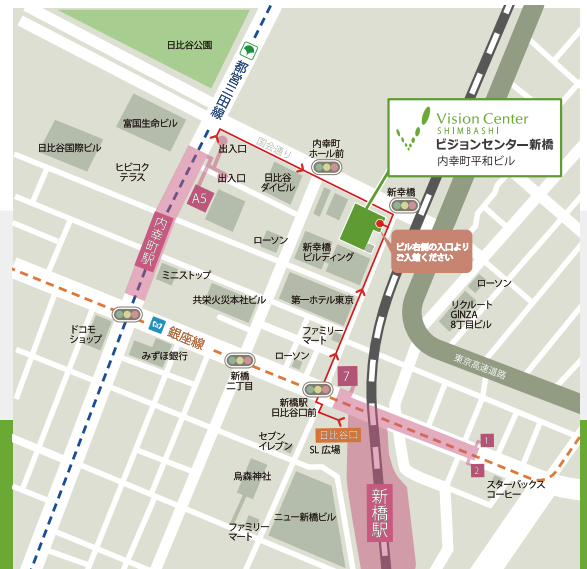 日比谷公園
都営三田線
富国生命ビル
日比谷国際ビル
国会通り
内幸町
ホール前
出入口
ヒビコク
テラス
出入口
A5
日比谷
ダイビル
Vision Center
SHIMBASHI
ビジョンセンター新橋
内幸町平和ビル
新幸橋
ビル右側の入口より
ご入館ください
内幸町駅
ローソン
新幸橋
ビルディング
ミニストップ
共栄火災本社ビル
第一ホテル東京
ローソン
リクルート
GINZA
8丁目ビル
ドコモ
ショップ
銀座線
みずほ銀行
ファミリー
マート
ローソン
東京高速道路
新橋
二丁目
7
新橋駅
日比谷口前
日比谷口
SL 広場
セブン
イレブン
1
2
スターバックス
コーヒー
烏森神社
新橋駅
ニュー新橋ビル
ファミリー
マート